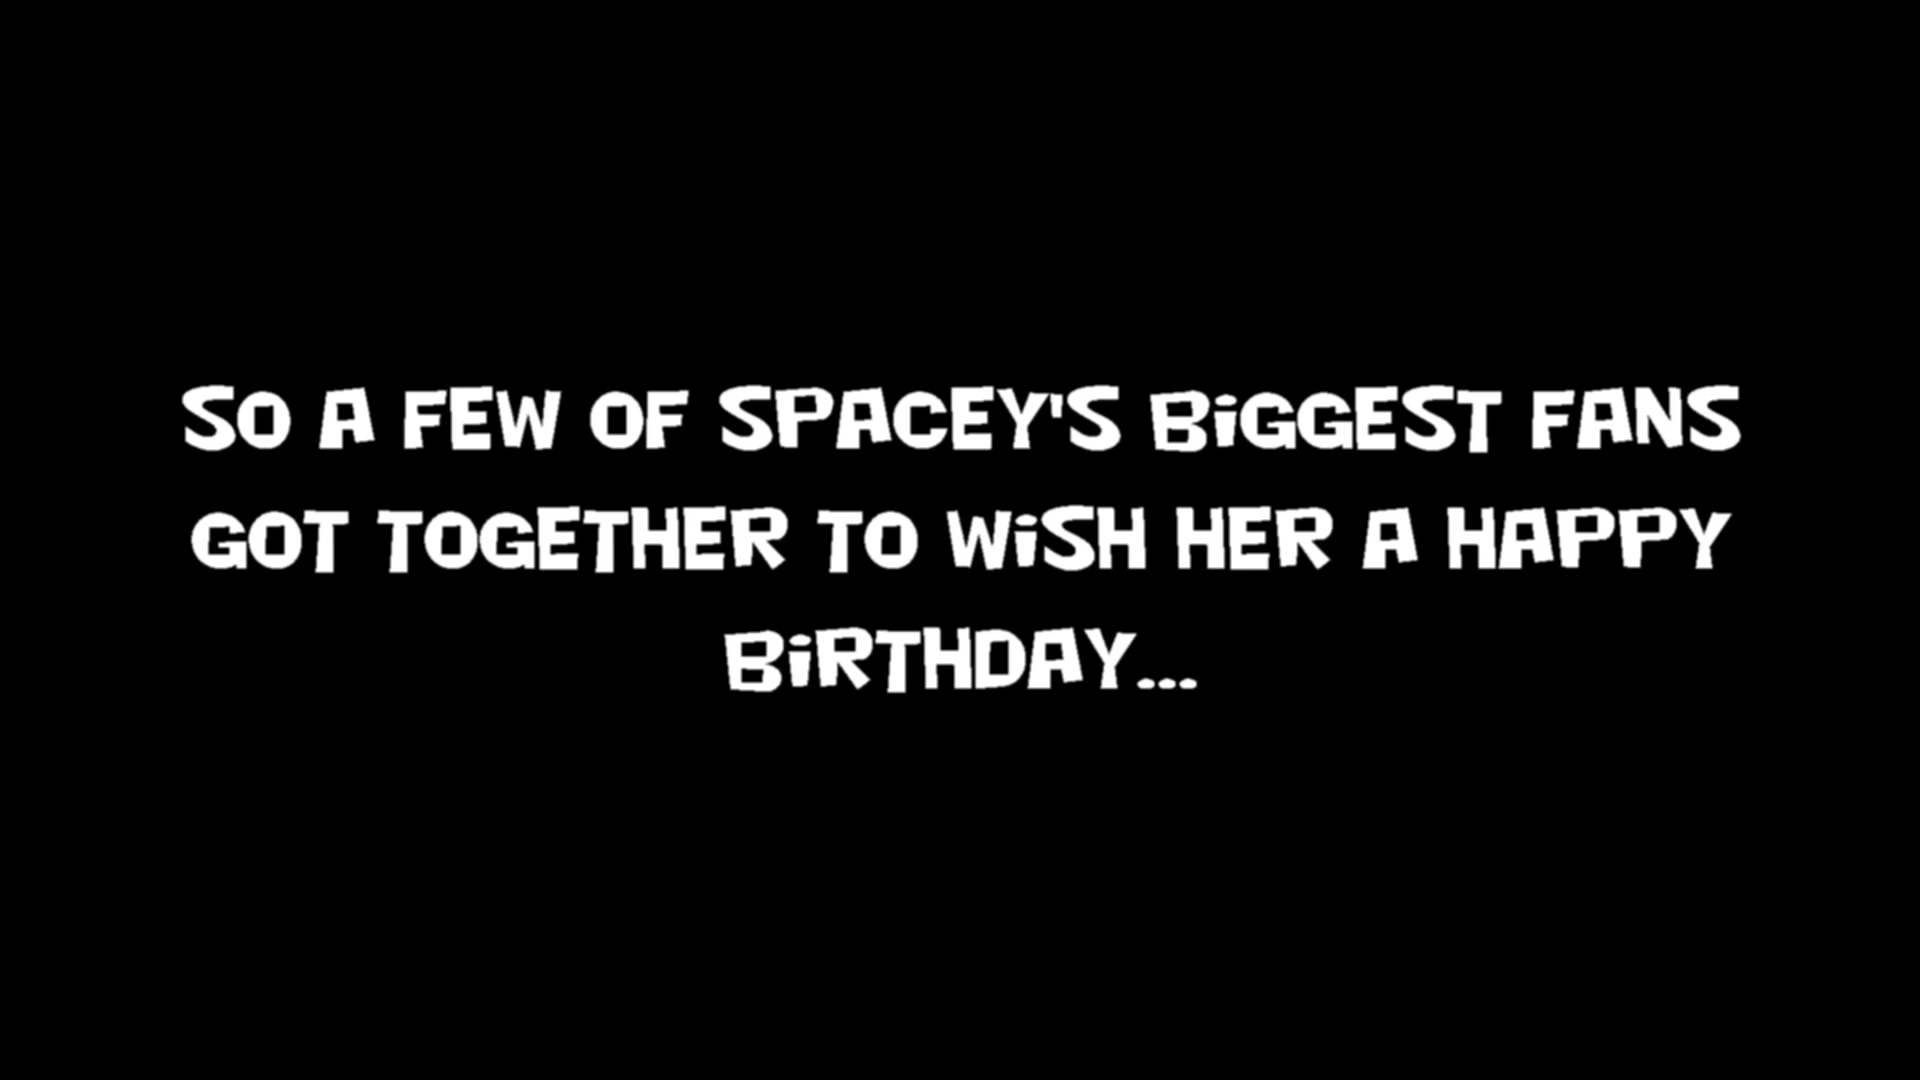 SO A FEW OF SPACEY'S BiGGEST FANS
GOT TOGETHER TO WiSH HER A HAPPY
BiRTHDAY...